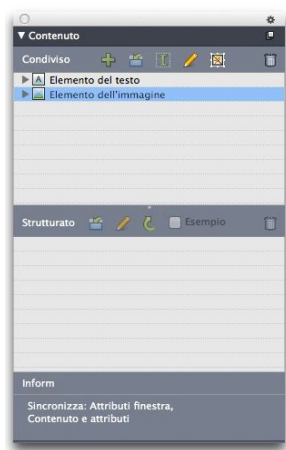 Contenuto
Condiviso
A Elemento del testo
Elemento dell'immagine
Strutturato Esempio
Inform
Sincronizza: Attributi finestra,
Contenuto e attributi